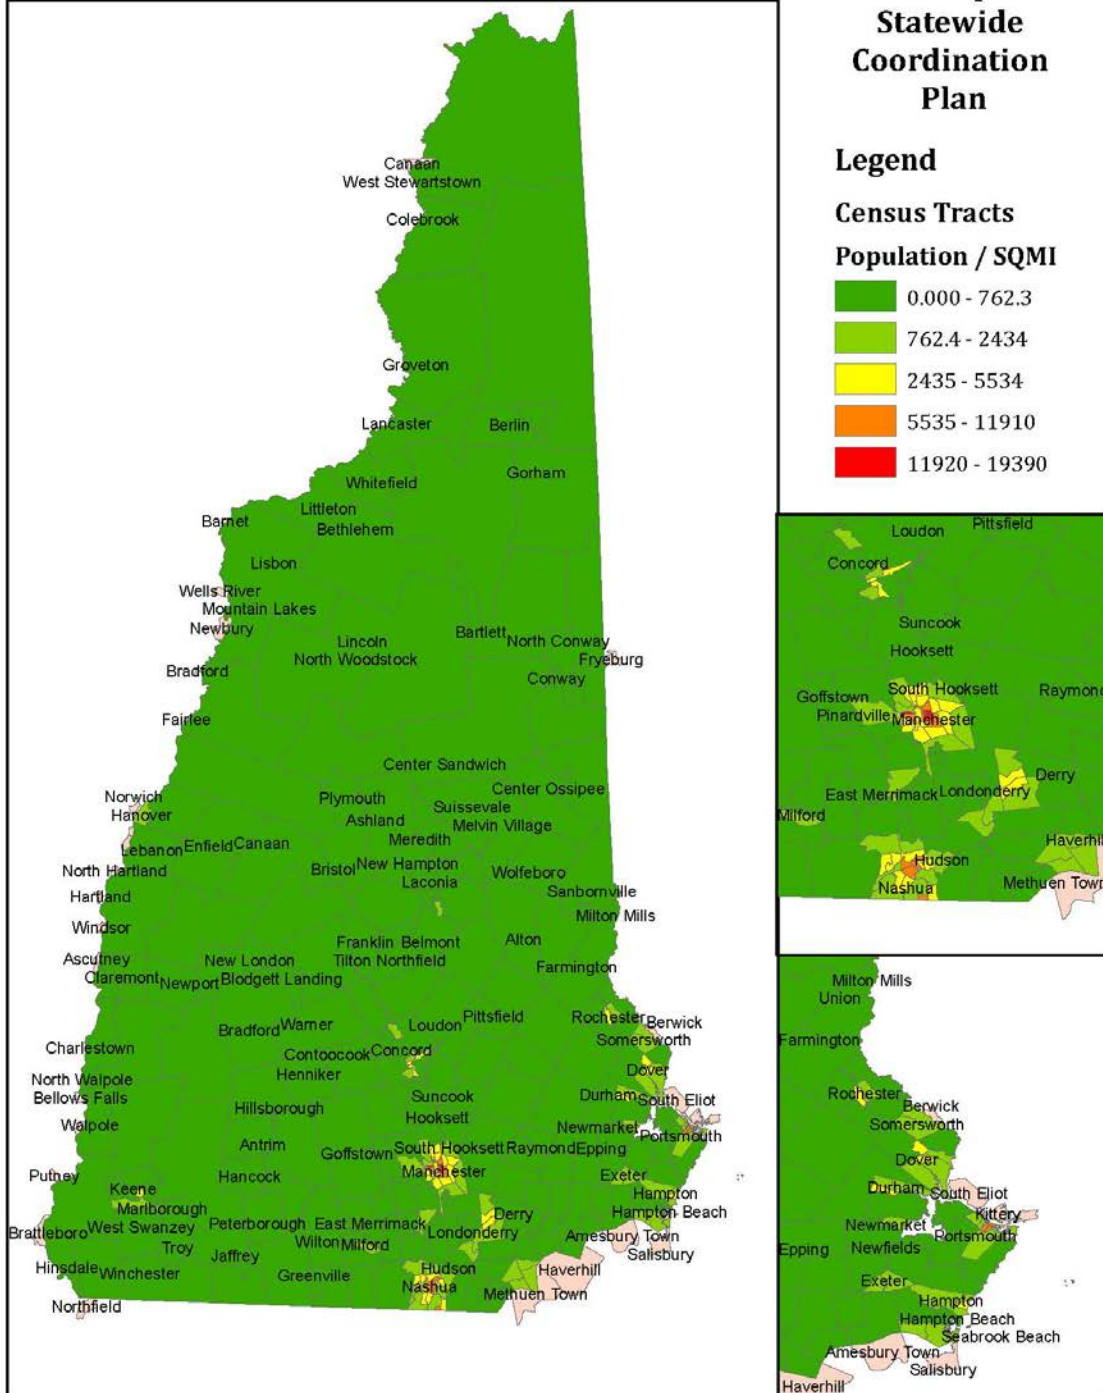 Statewide
Coordination
Plan
Legend
Census Tracts
Population / SQMI
0.000 - 762.3
762.4 - 2434
2435 - 5534
5535 - 11910
11920 - 19390
Canaan
West Stewartstown
Colebrook
Groveton
Lancaster
Berlin
Gorham
Whitefield
Littleton
Barnet
Bethlehem
Lisbon
Wells River
Mountain Lakes
Newbury
Lincoln
Bartlett
North Conway
North Woodstock
Fryeburg
Bradford
Conway
Fairlee
Center Sandwich
Norwich
Plymouth
Center Ossipee
Hanover
Suissevale
Ashland
Melvin Village
Lebanon
Enfield
Canaan
Meredith
North Hartland
Bristol
New Hampton
Wolfeboro
Laconia
Hartland
Sanbornville
Milton Mills
Windsor
Franklin
Belmont
Alton
Ascutney
New London
Tilton Northfield
Farmington
Claremont
Newport
Blodgett Landing
Rochester
Berwick
Bradford
Warner
Loudon
Pittsfield
Somersworth
Charlestown
Contoocook
Concord
Dover
North Walpole
Henniker
Bellows Falls
Suncook
Durham
South Eliot
Hillsborough
Hooksett
Walpole
Newmarket
Portsmouth
Antrim
Goffstown
South Hooksett
Raymond
Epping
Putney
Hancock
Manchester
Exeter
Keene
Hampton
Marlborough
Hampton Beach
Brattleboro
West Swanzey
Peterborough
East Merrimack
Derry
Londonderry
Amesbury Town
Troy
Jaffrey
Wilton
Milford
Salisbury
Hinsdale
Winchester
Greenville
Hudson
Haverhill
Nashua
Methuen Town
Northfield
Loudon
Pittsfield
Concord
Suncook
Hooksett
Goffstown
South Hooksett
Raymond
Pinardville
Manchester
Derry
East Merrimack
Londonderry
Milford
Haverhill
Hudson
Nashua
Methuen Town
Milton Mills
Union
Farmington
Rochester
Berwick
Somersworth
Dover
Durham
South Eliot
Kittery
Newmarket
Portsmouth
Epping
Newfields
Exeter
Hampton
Hampton Beach
Seabrook Beach
Amesbury Town
Salisbury
Haverhill